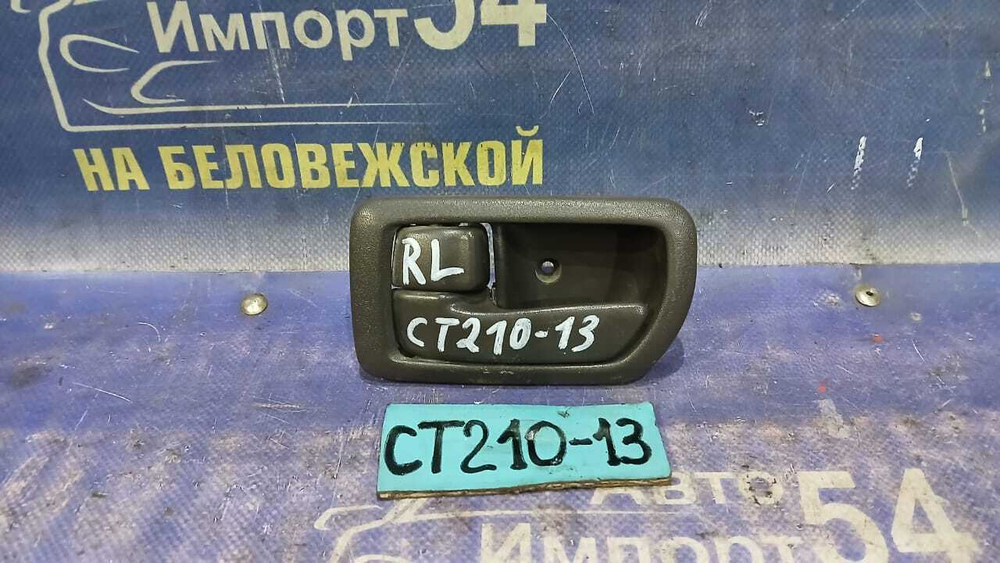 Импорт54
НА БЕЛОВЕЖСКОЙ
RL
CT210-13
CT210-13
Авто
Импорт54